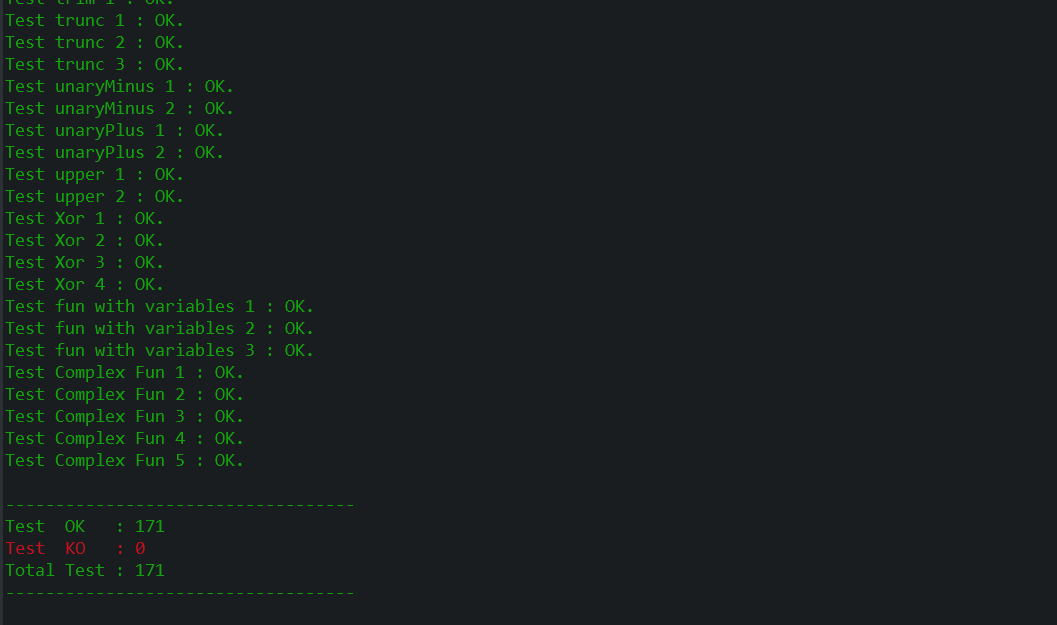 Test trim 1 : OK.
Test trunc 1 : OK.
Test trunc 2 : OK.
Test trunc 3 : OK.
Test unaryMinus 1 : OK.
Test unaryMinus 2 : OK.
Test unaryPlus 1 : OK.
Test unaryPlus 2 : OK.
Test upper 1 : OK.
Test upper 2 : OK.
Test Xor 1 : OK.
Test Xor 2 : OK.
Test Xor 3 : OK.
Test Xor 4 : OK.
Test fun with variables 1 : OK.
Test fun with variables 2 : OK.
Test fun with variables 3 : OK.
Test Complex Fun 1 : OK.
Test Complex Fun 2 : OK.
Test Complex Fun 3 : OK.
Test Complex Fun 4 : OK.
Test Complex Fun 5 : OK.
-----------------------------------
Test  OK   : 171
Test  KO   : 0
Total Test : 171
-----------------------------------